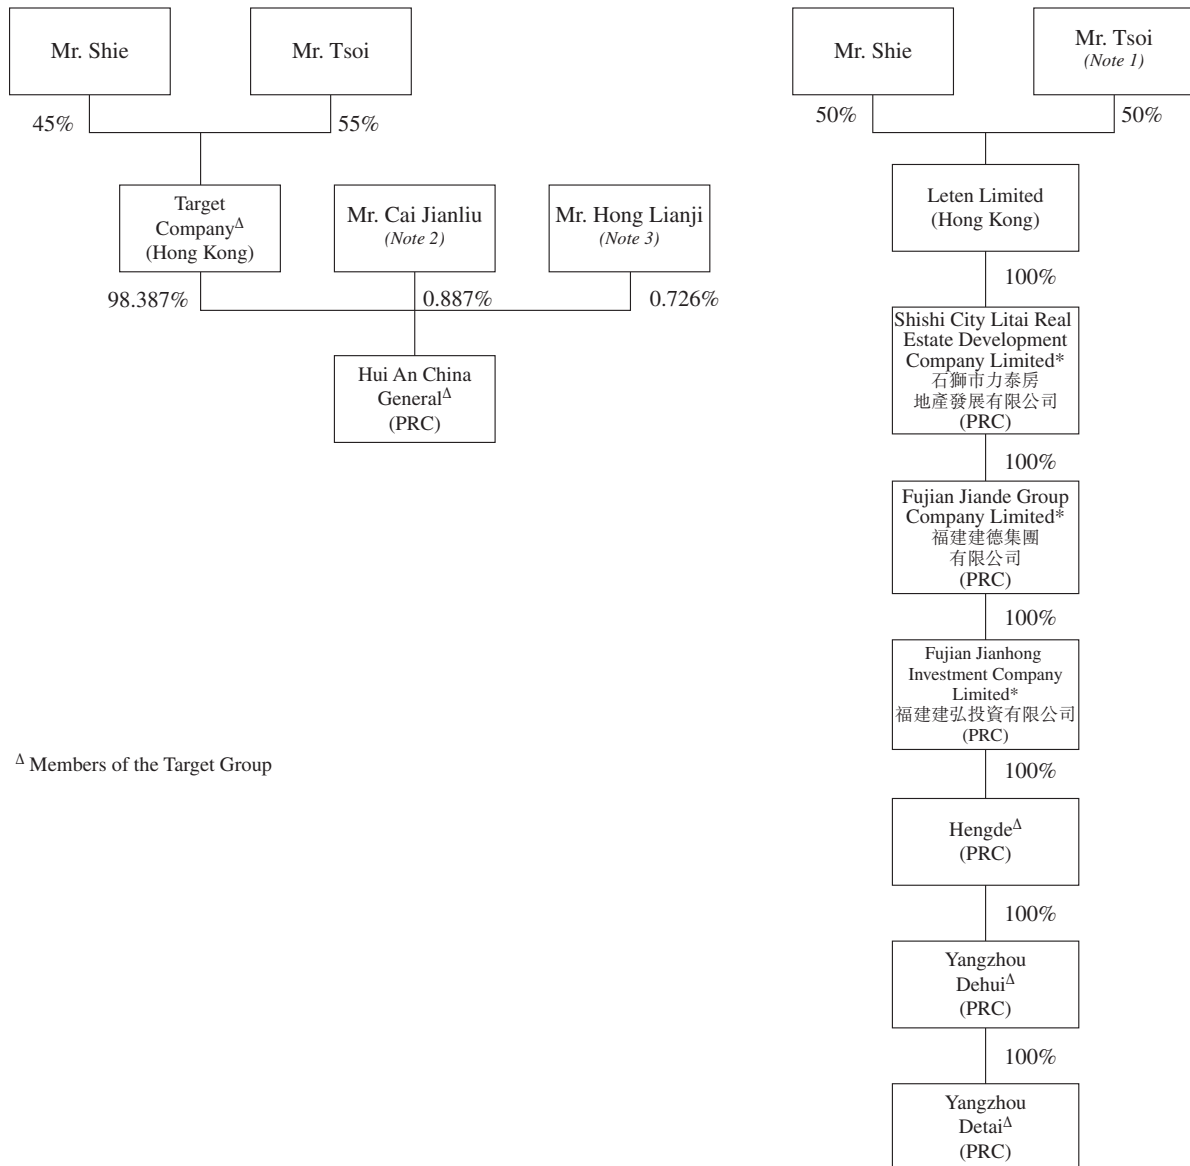 Mr. Shie
Mr. Tsoi
45%
55%
Target
Company^Δ
(Hong Kong)
Mr. Cai Jianliu
(Note 2)
Mr. Hong Lianji
(Note 3)
98.387%
0.887%
0.726%
Hui An China
General^Δ
(PRC)
Δ Members of the Target Group
Mr. Shie
Mr. Tsoi
(Note 1)
50%
50%
Leten Limited
(Hong Kong)
100%
Shishi City Litai Real
Estate Development
Company Limited*
石獅市力泰房
地產發展有限公司
(PRC)
100%
Fujian Jiande Group
Company Limited*
福建建德集團
有限公司
(PRC)
100%
Fujian Jianhong
Investment Company
Limited*
福建建弘投資有限公司
(PRC)
100%
Hengde^Δ
(PRC)
100%
Yangzhou
Dehui^Δ
(PRC)
100%
Yangzhou
Detai^Δ
(PRC)